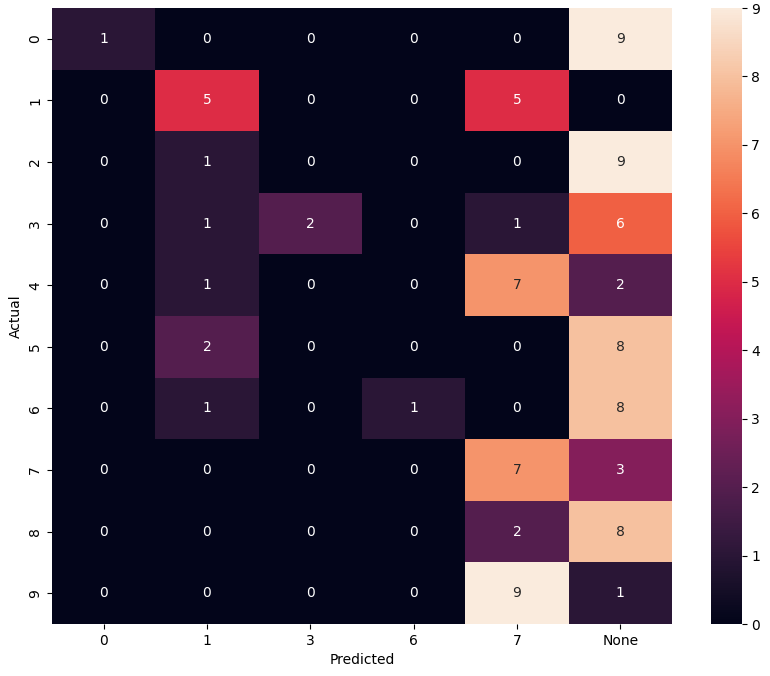 0 1 0 0 0 0 9
1 0 5 0 0 5 0
2 0 1 0 0 0 9
3 0 1 2 0 1 6
4 0 1 0 0 7 2
5 0 2 0 0 0 8
6 0 1 0 1 0 8
7 0 0 0 0 7 3
8 0 0 0 0 2 8
9 0 0 0 0 9 1
0 1 3 6 7 None
Predicted
Actual
9
8
7
6
5
4
3
2
1
0